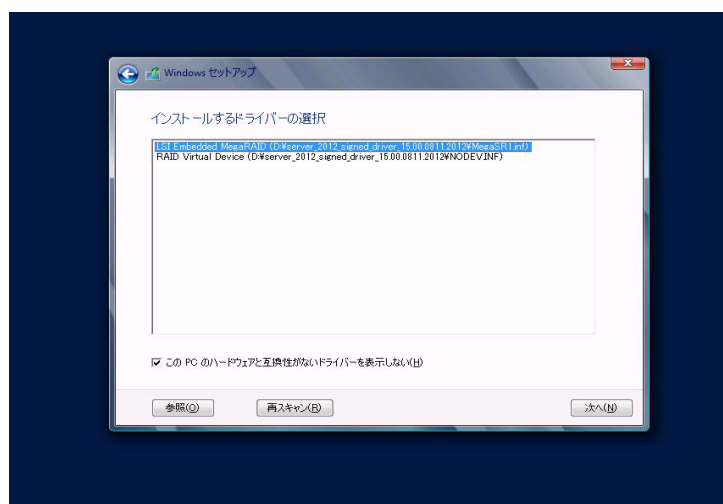 Windows セットアップ
インストールするドライバーの選択
LSI Embedded MegaRAID (D:¥server_2012_signed_driver_15.00.0811.2012¥MegaSR1.inf)
RAID Virtual Device (D:¥server_2012_signed_driver_15.00.0811.2012¥NODEV.INF)
この PC のハードウェアと互換性がないドライバーを表示しない(H)
参照(O) 再スキャン(R) 次へ(N)